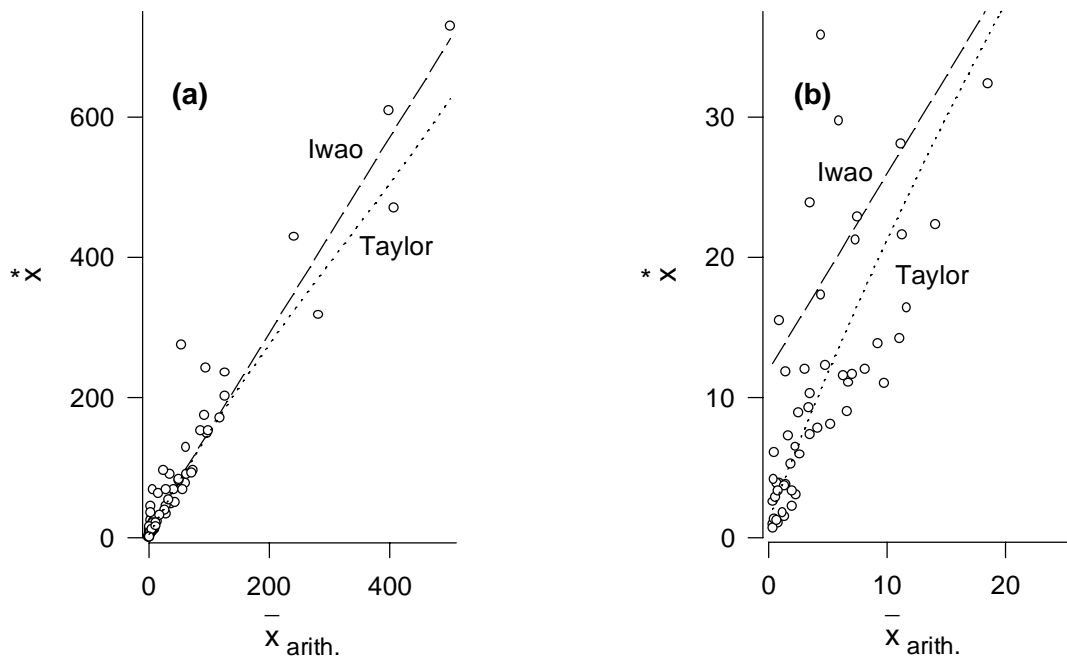 (a)
600
400
200
0
Iwao
Taylor
*
x
0 200 400
x̄ arith.
(b)
30
20
10
0
Iwao
Taylor
*
x
0 10 20
x̄ arith.